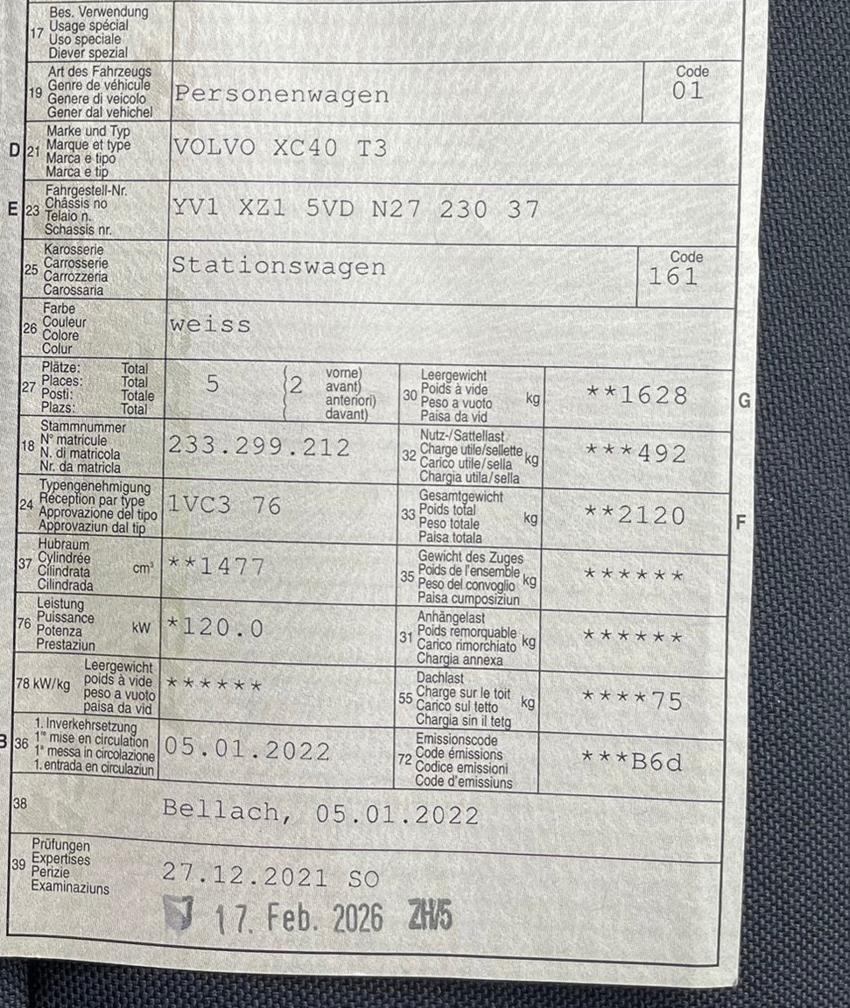 17 Bes. Verwendung
Usage spécial
Uso speciale
Diever spezial
19 Art des Fahrzeugs
Genre de véhicule
Genere di veicolo
Gener dal vehichel
Personenwagen
Code
01
D 21 Marke und Typ
Marque et type
Marca e tipo
Marca e tip
VOLVO XC40 T3
E 23 Fahrgestell-Nr.
Châssis no
Telaio n.
Schassis nr.
YV1 XZ1 5VD N27 230 37
25 Karosserie
Carrosserie
Carrozzeria
Carossaria
Stationswagen
Code
161
26 Farbe
Couleur
Colore
Colur
weiss
27 Plätze: Total
Places: Total
Posti: Totale
Plazs: Total
5 2 vorne)
avant)
anteriori)
davant)
30 Leergewicht
Poids à vide
Peso a vuoto
Paisa da vid
kg
**1628
G
18 Stammnummer
N° matricule
N. di matricola
Nr. da matricla
233.299.212
32 Nutz-/Sattellast
Charge utile/sellette
Carico utile/sella
Chargia utila/sella
kg
***492
24 Typengenehmigung
Réception par type
Approvazione del tipo
Approvaziun dal tip
1VC3 76
33 Gesamtgewicht
Poids total
Peso totale
Paisa totala
kg
**2120
F
37 Hubraum
Cylindrée
Cilindrata
Cilindrada
cm³
**1477
35 Gewicht des Zuges
Poids de l'ensemble
Peso del convoglio
Paisa cumposiziun
kg
******
76 Leistung
Puissance
Potenza
Prestaziun
kW
*120.0
31 Anhängelast
Poids remorquable
Carico rimorchiato
Chargia annexa
kg
******
78 kW/kg Leergewicht
poids à vide
peso a vuoto
paisa da vid
******
55 Dachlast
Charge sur le toit
Carico sul tetto
Chargia sin il tetg
kg
****75
B 36 1. Inverkehrsetzung
1re mise en circulation
1a messa in circolazione
1. entrada en circulaziun
05.01.2022
72 Emissionscode
Code émissions
Codice emissioni
Code d'emissiuns
***B6d
38
Bellach, 05.01.2022
39 Prüfungen
Expertises
Perizie
Examinaziuns
27.12.2021 SO
17. Feb. 2026 ZH/5